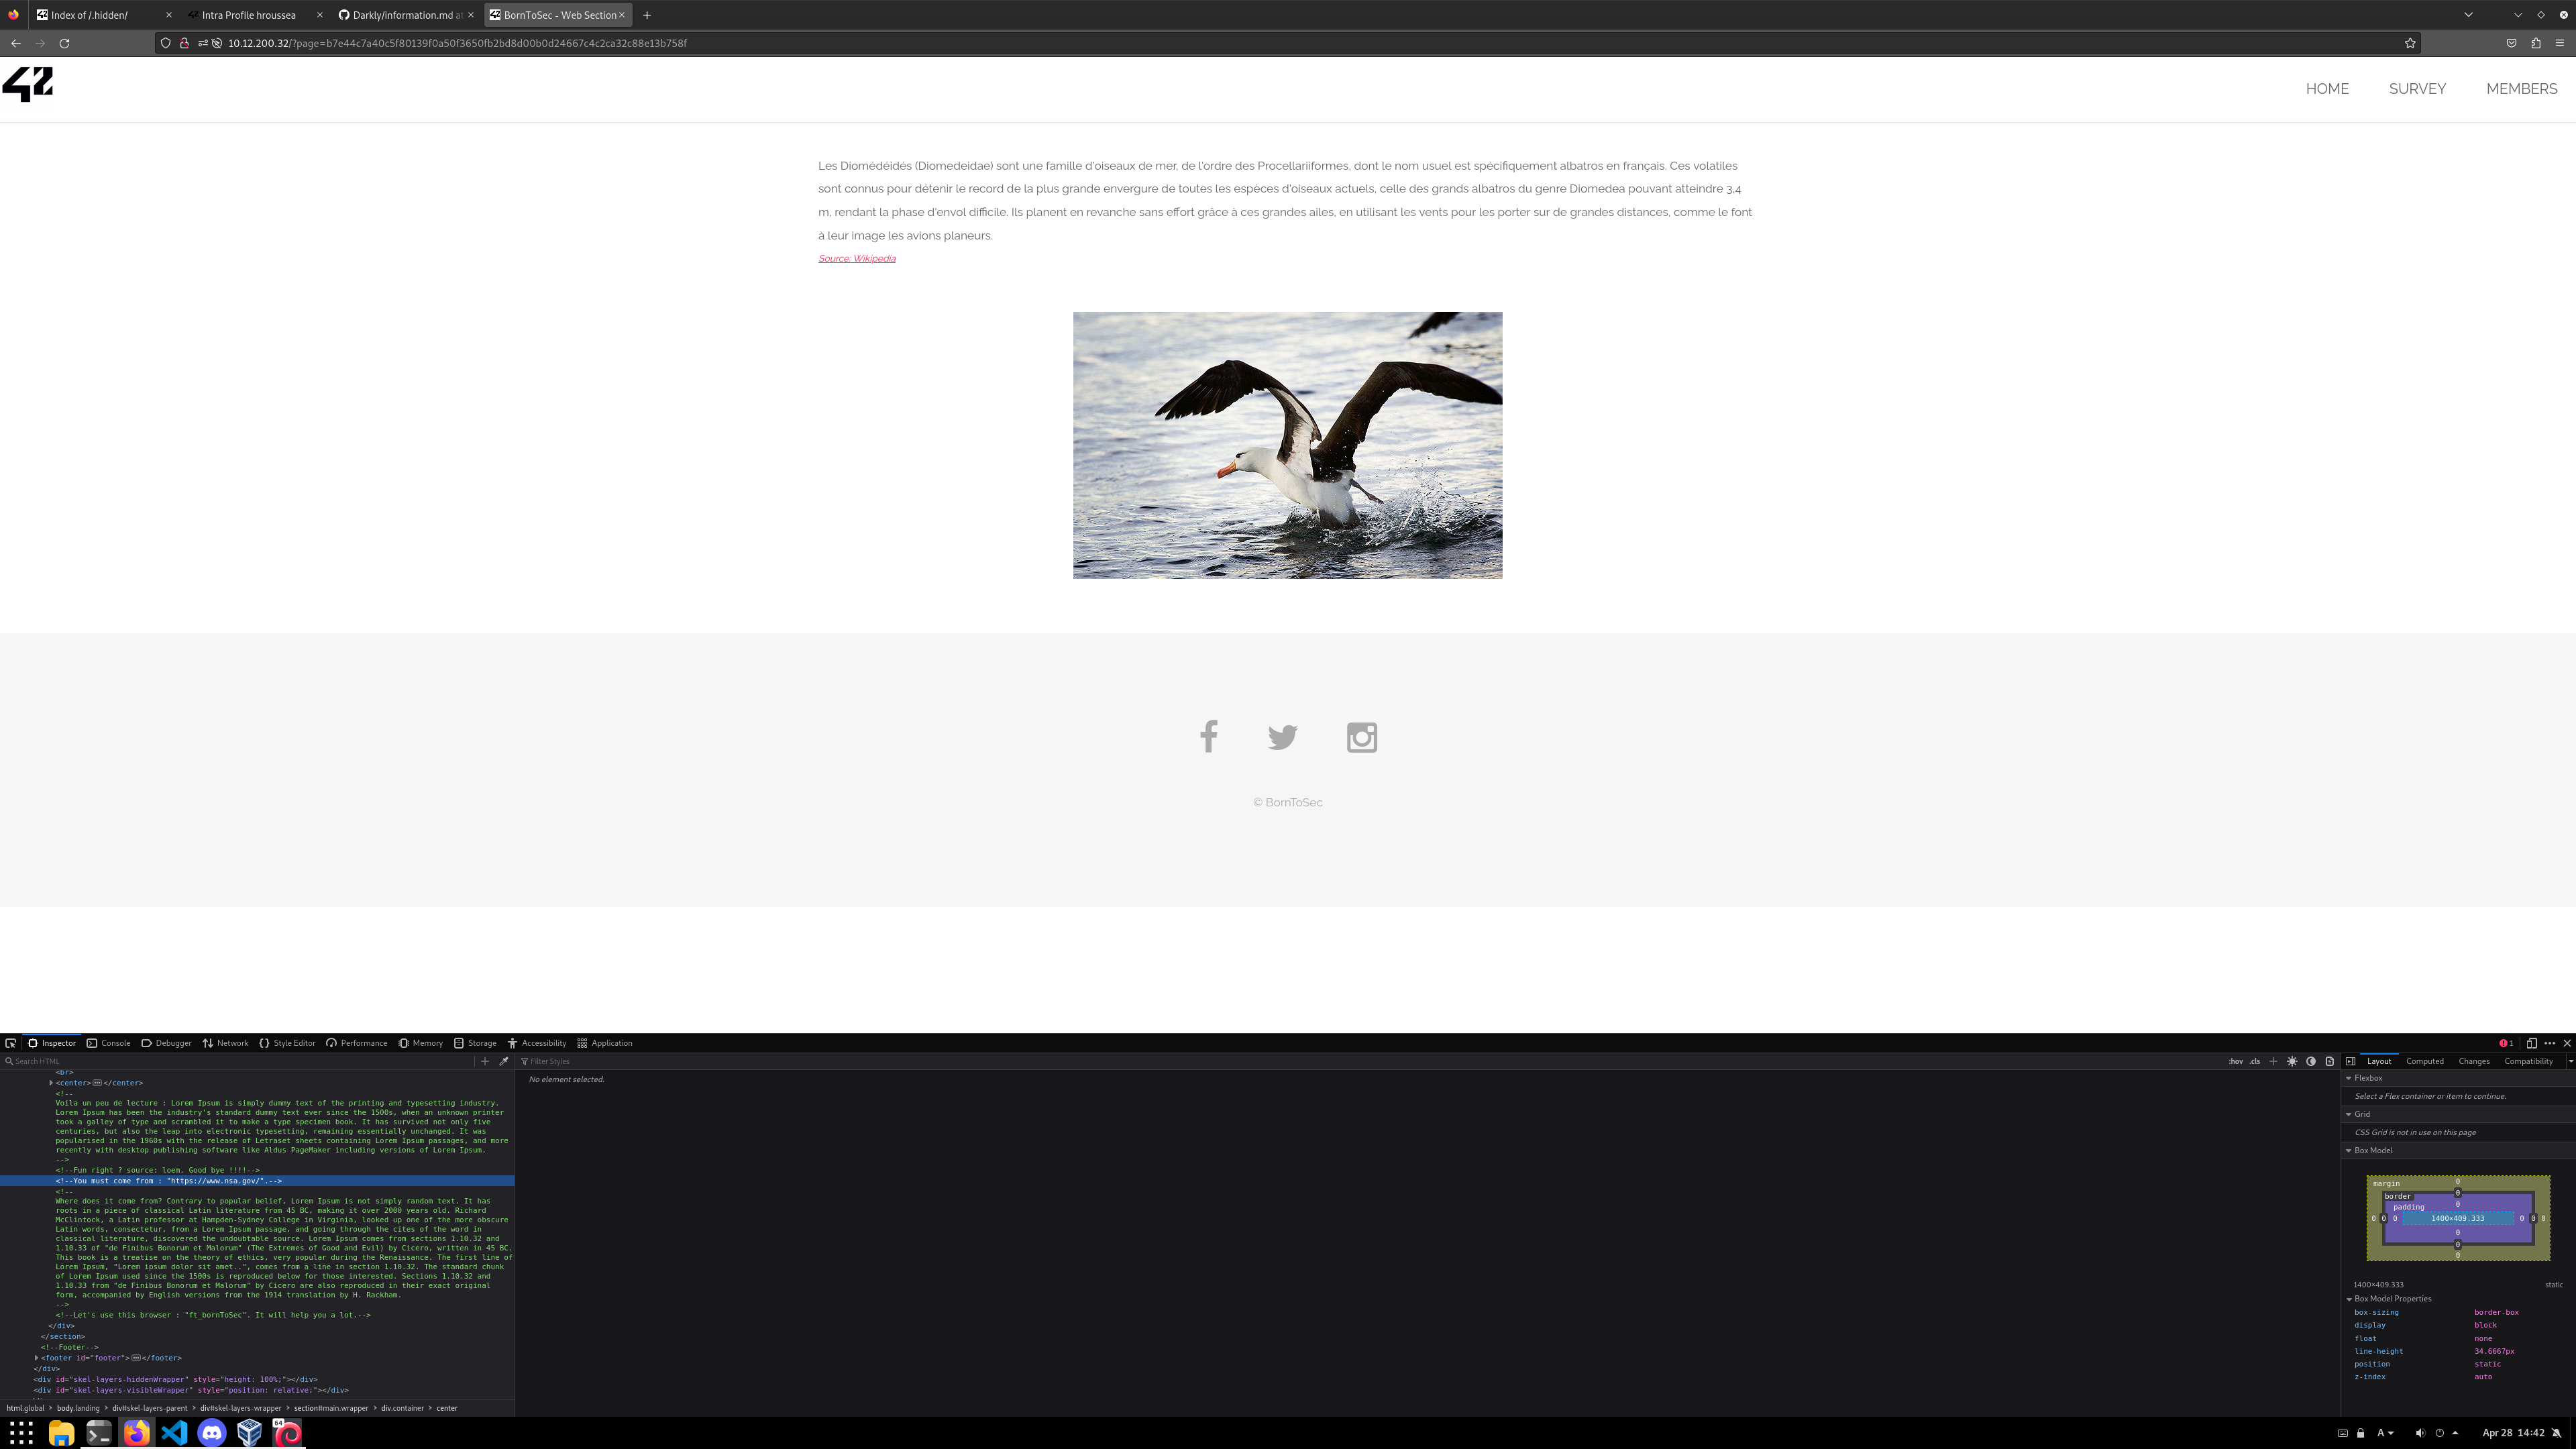 Index of /.hidden/
Intra Profile hroussea
Darkly/information.md at
BornToSec - Web Section
10.12.200.32/?page=b7e44c7a40c5f80139f0a50f3650fb2bd8d00b0d24667c4c2ca32c88e13b758f
42
HOME SURVEY MEMBERS
Les Diomédéidés (Diomedeidae) sont une famille d'oiseaux de mer, de l'ordre des Procellariiformes, dont le nom usuel est spécifiquement albatros en français. Ces volatiles
sont connus pour détenir le record de la plus grande envergure de toutes les espèces d'oiseaux actuels, celle des grands albatros du genre Diomedea pouvant atteindre 3,4
m, rendant la phase d'envol difficile. Ils planent en revanche sans effort grâce à ces grandes ailes, en utilisant les vents pour les porter sur de grandes distances, comme le font
à leur image les avions planeurs.
Source: Wikipedia
© BornToSec
Inspector Console Debugger Network Style Editor Performance Memory Storage Accessibility Application
1
Search HTML
Filter Styles
:hov .cls
Layout Computed Changes Compatibility
<br>
<center></center>
<!--
Voila un peu de lecture : Lorem Ipsum is simply dummy text of the printing and typesetting industry.
Lorem Ipsum has been the industry's standard dummy text ever since the 1500s, when an unknown printer
took a galley of type and scrambled it to make a type specimen book. It has survived not only five
centuries, but also the leap into electronic typesetting, remaining essentially unchanged. It was
popularised in the 1960s with the release of Letraset sheets containing Lorem Ipsum passages, and more
recently with desktop publishing software like Aldus PageMaker including versions of Lorem Ipsum.
-->
<!--Fun right ? source: loem. Good bye !!!!-->
<!--You must come from : "https://www.nsa.gov/".-->
<!--
Where does it come from? Contrary to popular belief, Lorem Ipsum is not simply random text. It has
roots in a piece of classical Latin literature from 45 BC, making it over 2000 years old. Richard
McClintock, a Latin professor at Hampden-Sydney College in Virginia, looked up one of the more obscure
Latin words, consectetur, from a Lorem Ipsum passage, and going through the cites of the word in
classical literature, discovered the undoubtable source. Lorem Ipsum comes from sections 1.10.32 and
1.10.33 of "de Finibus Bonorum et Malorum" (The Extremes of Good and Evil) by Cicero, written in 45 BC.
This book is a treatise on the theory of ethics, very popular during the Renaissance. The first line of
Lorem Ipsum, "Lorem ipsum dolor sit amet..", comes from a line in section 1.10.32. The standard chunk
of Lorem Ipsum used since the 1500s is reproduced below for those interested. Sections 1.10.32 and
1.10.33 from "de Finibus Bonorum et Malorum" by Cicero are also reproduced in their exact original
form, accompanied by English versions from the 1914 translation by H. Rackham.
-->
<!--Let's use this browser : "ft_bornToSec". It will help you a lot.-->
</div>
</section>
<!--Footer-->
<footer id="footer"></footer>
</div>
<div id="skel-layers-hiddenWrapper" style="height: 100%;"></div>
<div id="skel-layers-visibleWrapper" style="position: relative;"></div>
html.global > body.landing > div#skel-layers-parent > div#skel-layers-wrapper > section#main.wrapper > div.container > center
No element selected.
Flexbox
Select a Flex container or item to continue.
Grid
CSS Grid is not in use on this page
Box Model
margin 0
border 0
padding 0
0 0 0 1400×409.333 0 0 0
0
0
0
1400×409.333 static
Box Model Properties
box-sizing border-box
display block
float none
line-height 34.6667px
position static
z-index auto
64
A
Apr 28 14:42